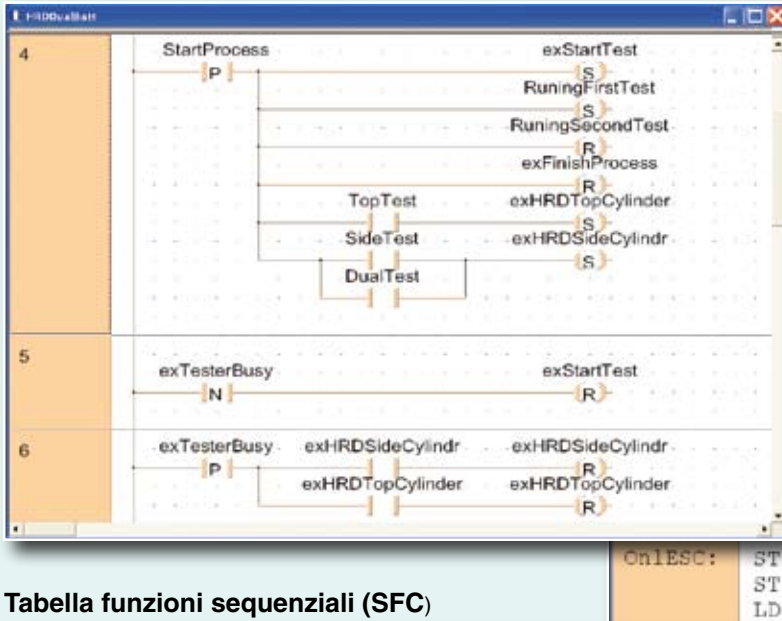 HRDDualBatt
4
StartProcess exStartTest
P S
RuningFirstTest
S
RuningSecondTest
R
exFinishProcess
R
TopTest exHRDTopCylinder
S
SideTest exHRDSideCylindr
S
DualTest
5
exTesterBusy exStartTest
N R
6
exTesterBusy exHRDSideCylindr exHRDSideCylindr
P R
exHRDTopCylinder exHRDTopCylinder
R
On1ESC: ST
ST
LD
Tabella funzioni sequenziali (SFC)